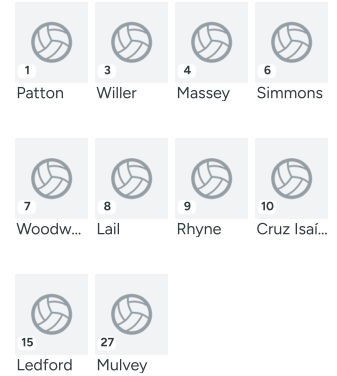 1 3 4 6
Patton Willer Massey Simmons
7 8 9 10
Woodw... Lail Rhyne Cruz Isaí...
15 27
Ledford Mulvey